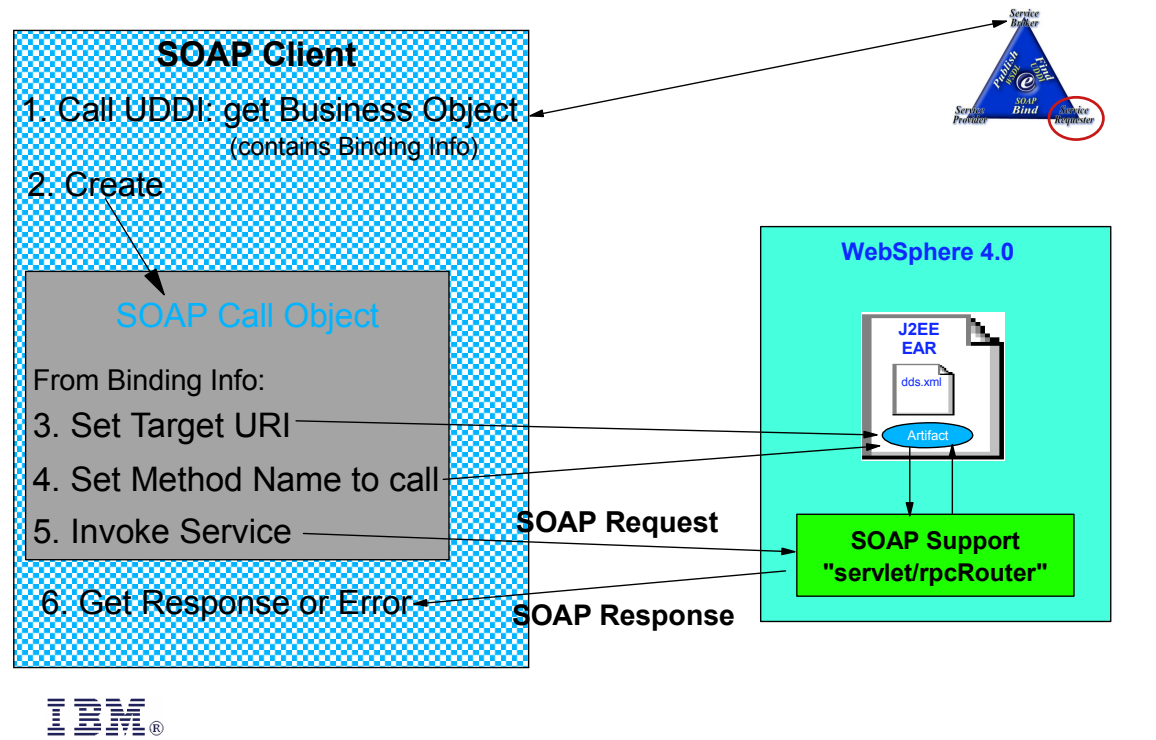 SOAP Client
1. Call UDDI: get Business Object
(contains Binding Info)
2. Create
SOAP Call Object
From Binding Info:
3. Set Target URI
4. Set Method Name to call
5. Invoke Service
6. Get Response or Error
SOAP Request
SOAP Response
Service
Broker
Publish
WSDL
Find
UDDI
e
SOAP
Bind
Service
Provider
Service
Requester
WebSphere 4.0
J2EE
EAR
dds.xml
Artifact
SOAP Support
"servlet/rpcRouter"
IBM®